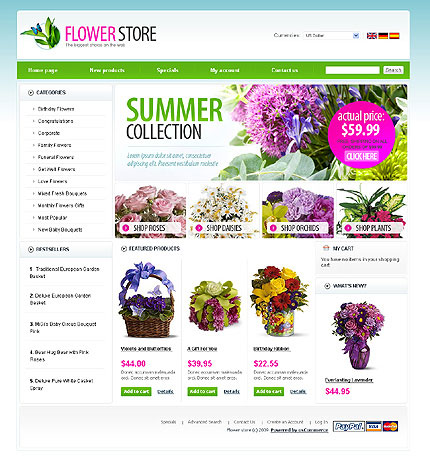 FLOWER STORE
The biggest choice on the web
Currencies: US Dollar
Home page
New products
Specials
My account
Contact us
Search
CATEGORIES
Birthday Flowers
Congratulations
Corporate
Family Flowers
Funeral Flowers
Get Well Flowers
Love Flowers
Mixed Fresh Bouquets
Monthly Flowers Gifts
Most Popular
New Baby Bouquets
SUMMER
COLLECTION
Lorem ipsum dolor sit amet, consectetur
adipiscing elit. Praesent vestibulum molestie
actual price:
$59.99
CLICK HERE
SHOP ROSES
SHOP DAISIES
SHOP ORCHIDS
SHOP PLANTS
BESTSELLERS
1. Traditional European Garden
Basket
2. Deluxe European Garden
Basket
Pink
4. Bear Hug Bear with Pink
Roses
5. Deluxe Pure White Basket
Spray
FEATURED PRODUCTS
Violets and Butterflies
$44.00
Donec accumsan malesuada
orci. Donec sit amet eros.
Add to cart
Details
A Gift For You
$39.95
Donec accumsan malesuada
orci. Donec sit amet eros.
Add to cart
Details
Birthday Ribbon
$22.55
Donec accumsan malesuada
orci. Donec sit amet eros.
Add to cart
Details
MY CART
You have no items in your shopping
cart.
WHAT'S NEW?
Everlasting Lavender
$44.95
Specials | Advanced Search | Contact Us | Create an Account | Log In
Flower store (c) 2009. Powered by osCommerce
PayPal VISA